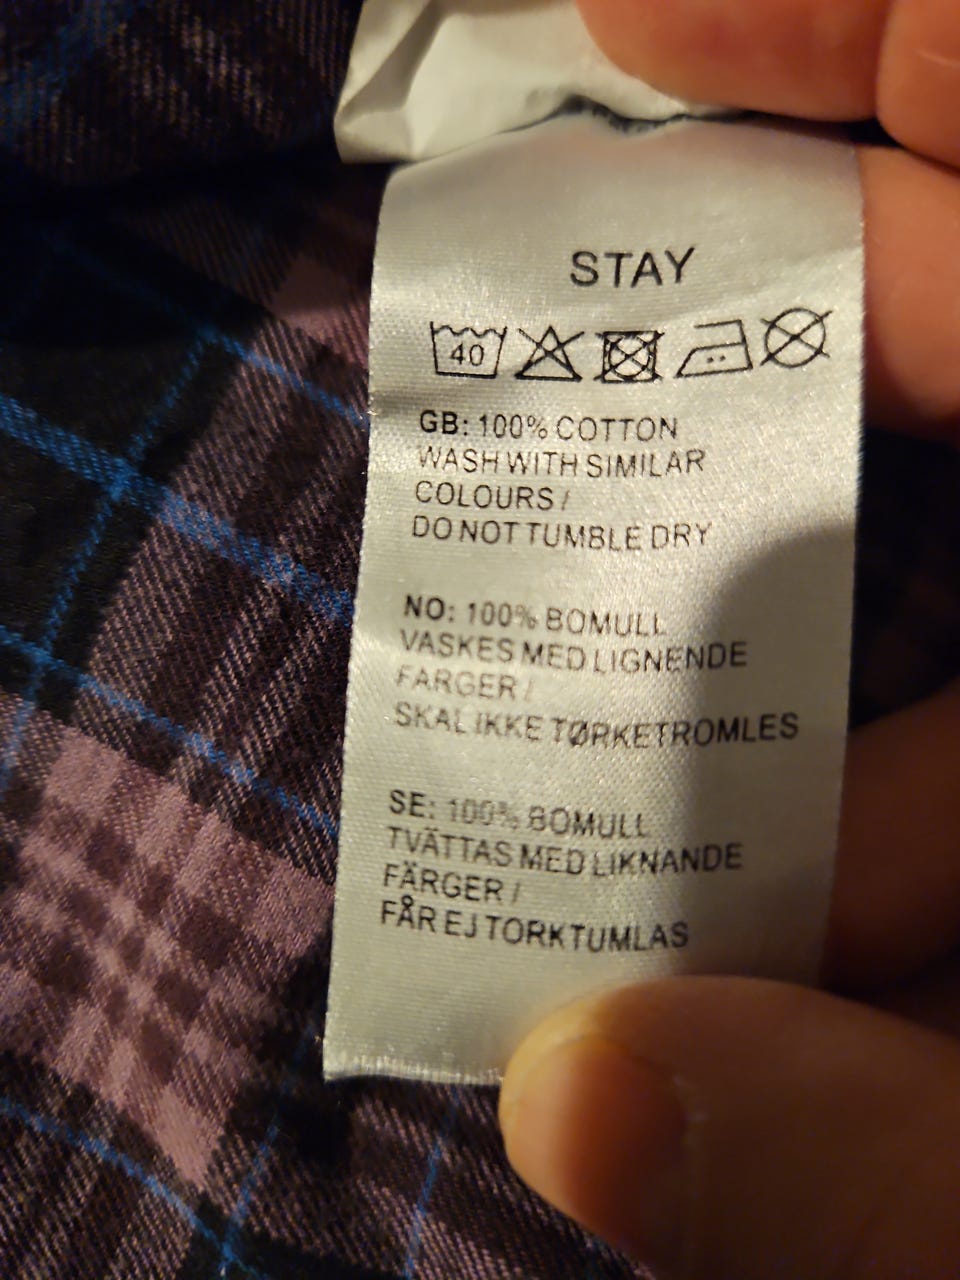 STAY
40
GB: 100% COTTON
WASH WITH SIMILAR
COLOURS /
DO NOT TUMBLE DRY
NO: 100% BOMULL
VASKES MED LIGNENDE
FARGER /
SKAL IKKE TØRKETROMLES
SE: 100% BOMULL
TVÄTTAS MED LIKNANDE
FÄRGER /
FÅR EJ TORKTUMLAS